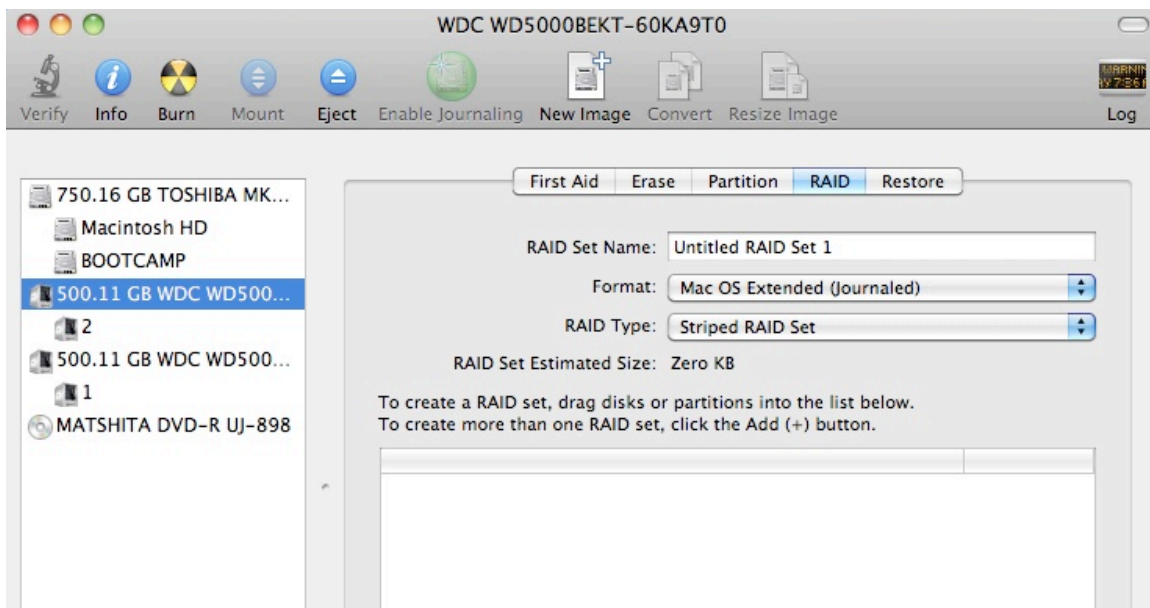 WDC WD5000BEKT-60KA9T0
Verify Info Burn Mount Eject Enable Journaling New Image Convert Resize Image Log
First Aid Erase Partition RAID Restore
750.16 GB TOSHIBA MK...
Macintosh HD
BOOTCAMP
500.11 GB WDC WD500...
2
500.11 GB WDC WD500...
1
MATSHITA DVD-R UJ-898
RAID Set Name: Untitled RAID Set 1
Format: Mac OS Extended (Journaled)
RAID Type: Striped RAID Set
RAID Set Estimated Size: Zero KB
To create a RAID set, drag disks or partitions into the list below.
To create more than one RAID set, click the Add (+) button.